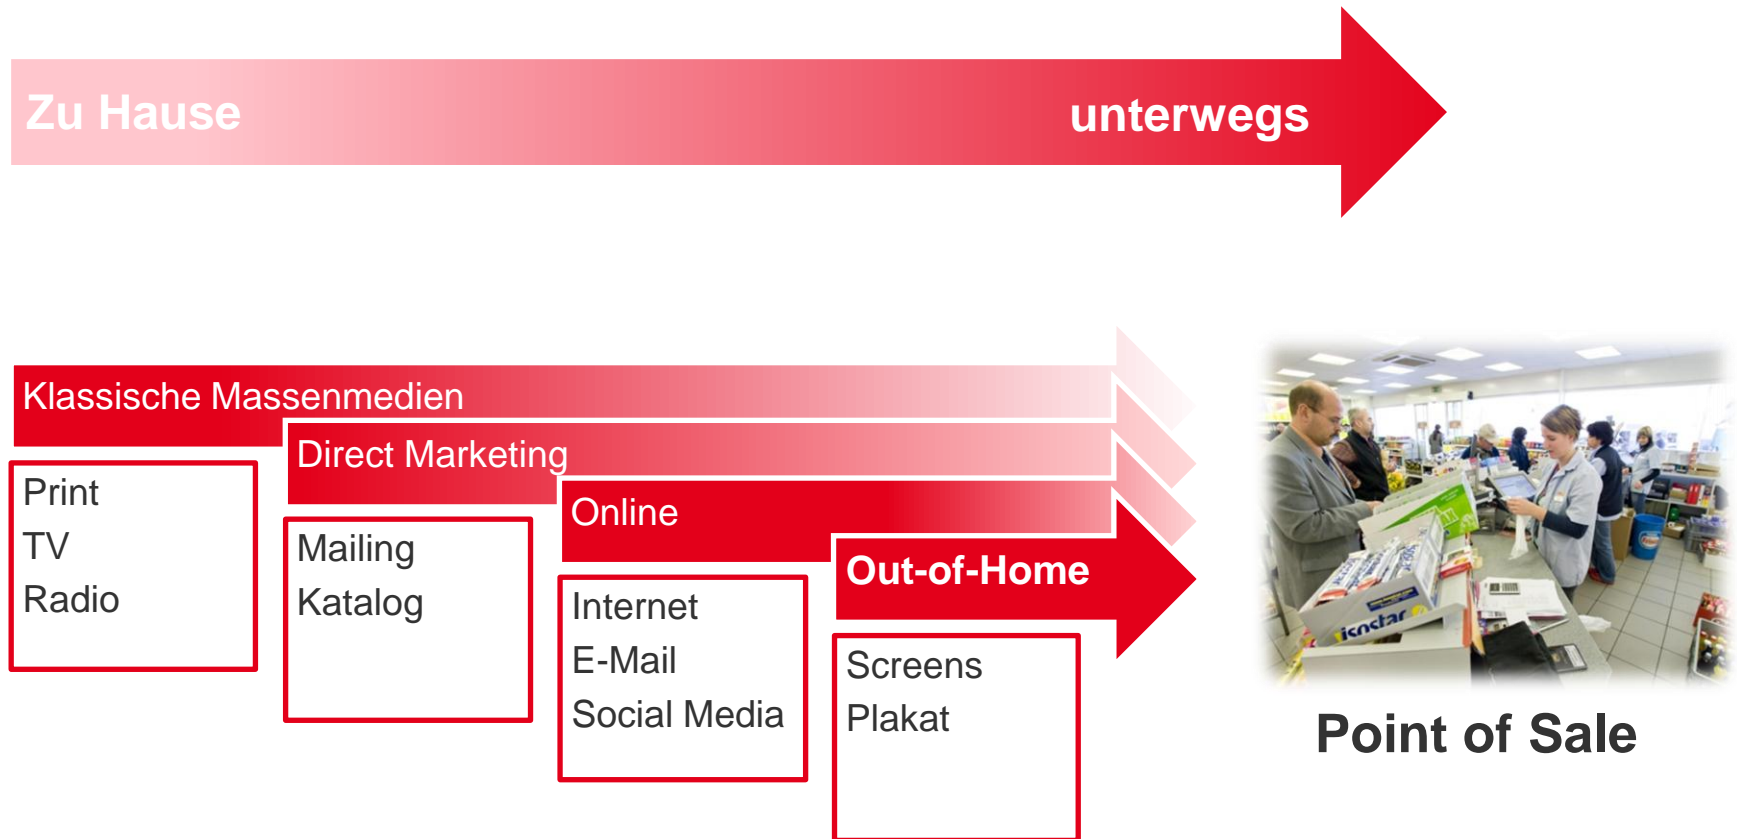 Zu Hause unterwegs
Klassische Massenmedien
Print
TV
Radio
Direct Marketing
Mailing
Katalog
Online
Internet
E-Mail
Social Media
Out-of-Home
Screens
Plakat
isostar
Point of Sale